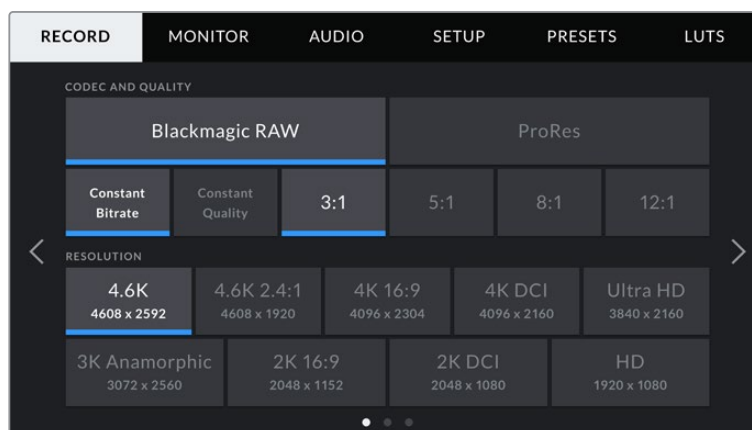 RECORD MONITOR AUDIO SETUP PRESETS LUTS
CODEC AND QUALITY
Blackmagic RAW ProRes
Constant Bitrate Constant Quality 3:1 5:1 8:1 12:1
RESOLUTION
4.6K 4.6K 2.4:1 4K 16:9 4K DCI Ultra HD
4608 x 2592 4608 x 1920 4096 x 2304 4096 x 2160 3840 x 2160
3K Anamorphic 2K 16:9 2K DCI HD
3072 x 2560 2048 x 1152 2048 x 1080 1920 x 1080